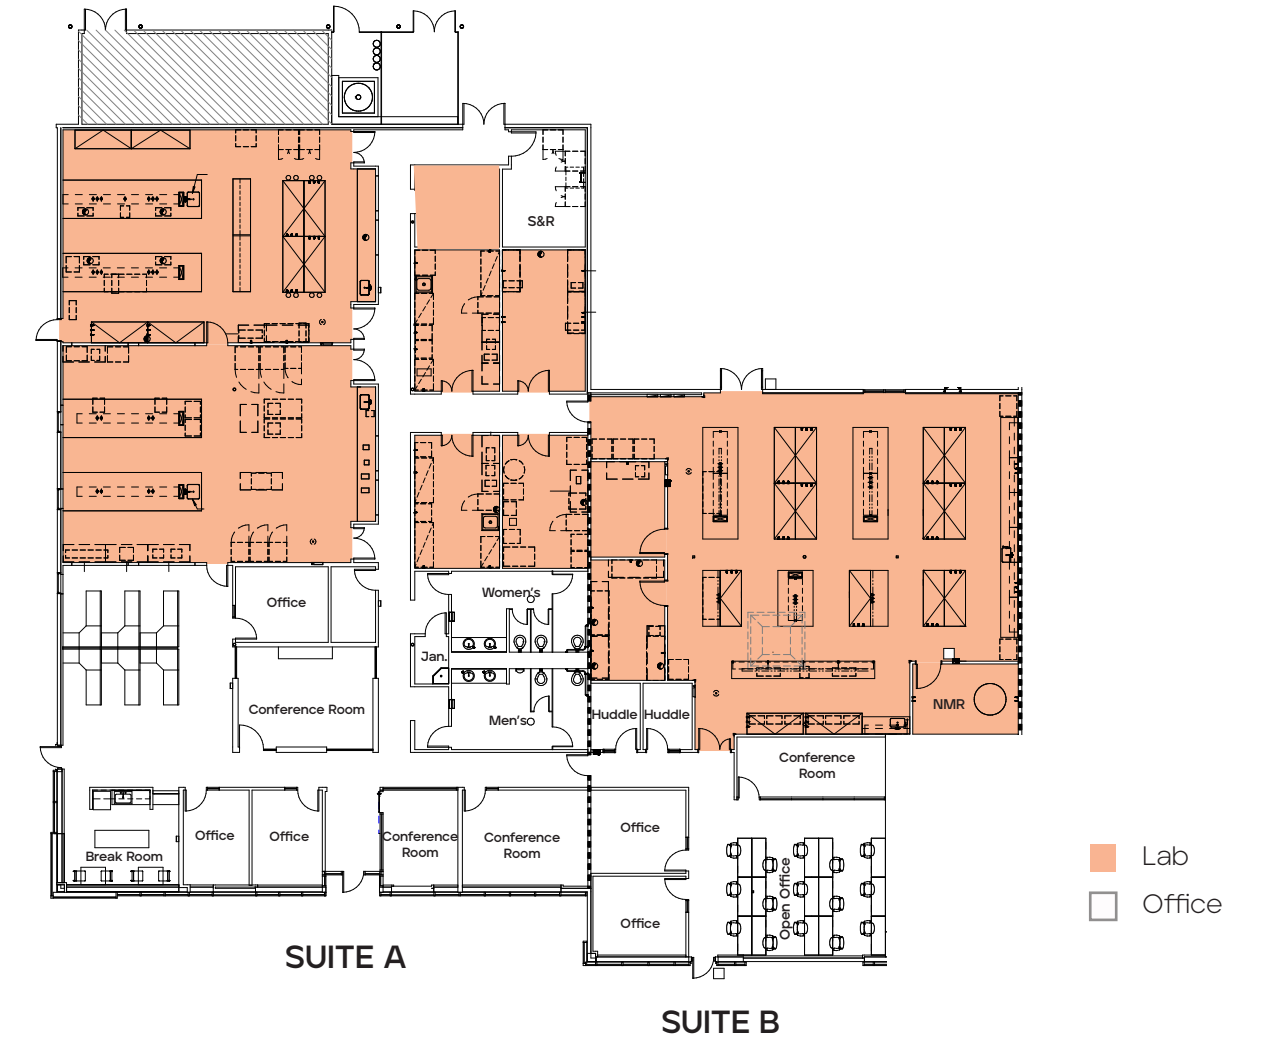 S&R
Women's
Office
Jan.
Conference Room
Men's
Huddle
Huddle
NMR
Conference
Room
Office
Office
Office
Conference
Room
Conference
Room
Break Room
Open Office
Office
Lab
Office
SUITE A
SUITE B